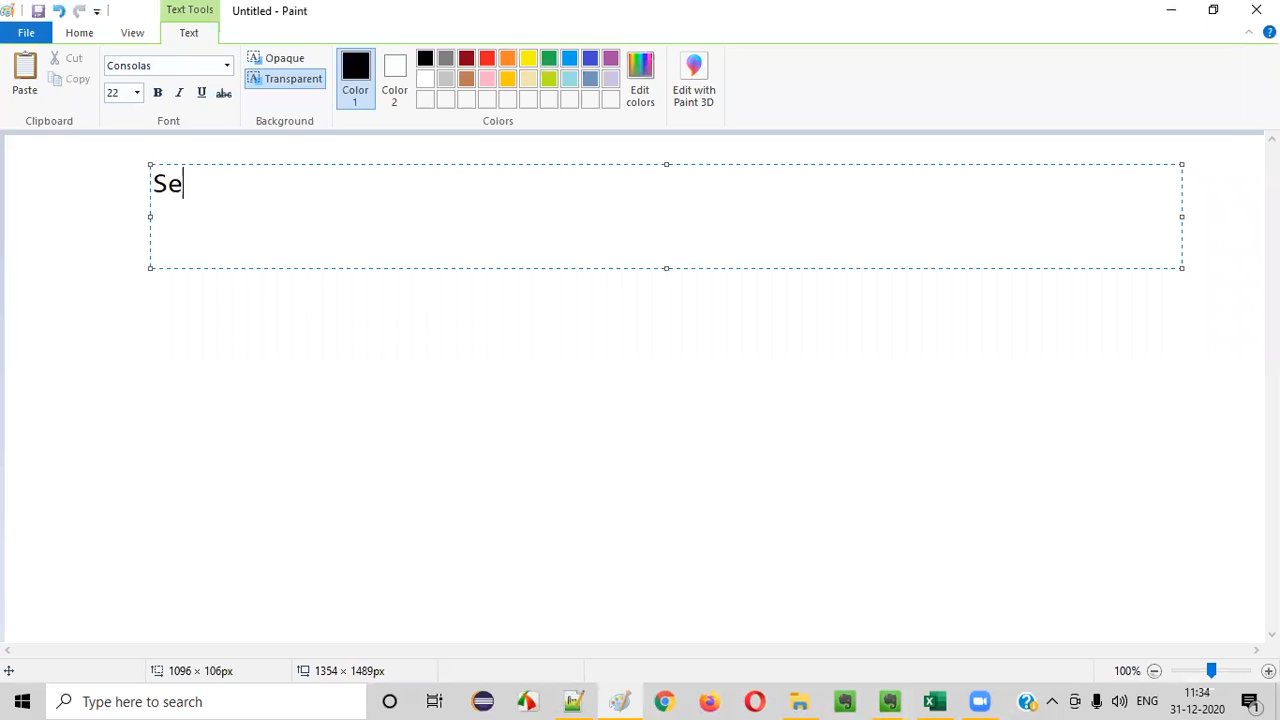 Text Tools
Untitled - Paint
File
Home
View
Text
Paste
Cut
Copy
Clipboard
Consolas
22
B
I
U
abc
Font
Opaque
Transparent
Background
Color
1
Color
2
Edit
colors
Colors
Edit with
Paint 3D
Se
1096 × 106px
1354 × 1489px
100%
Type here to search
ENG
11:34
31-12-2020